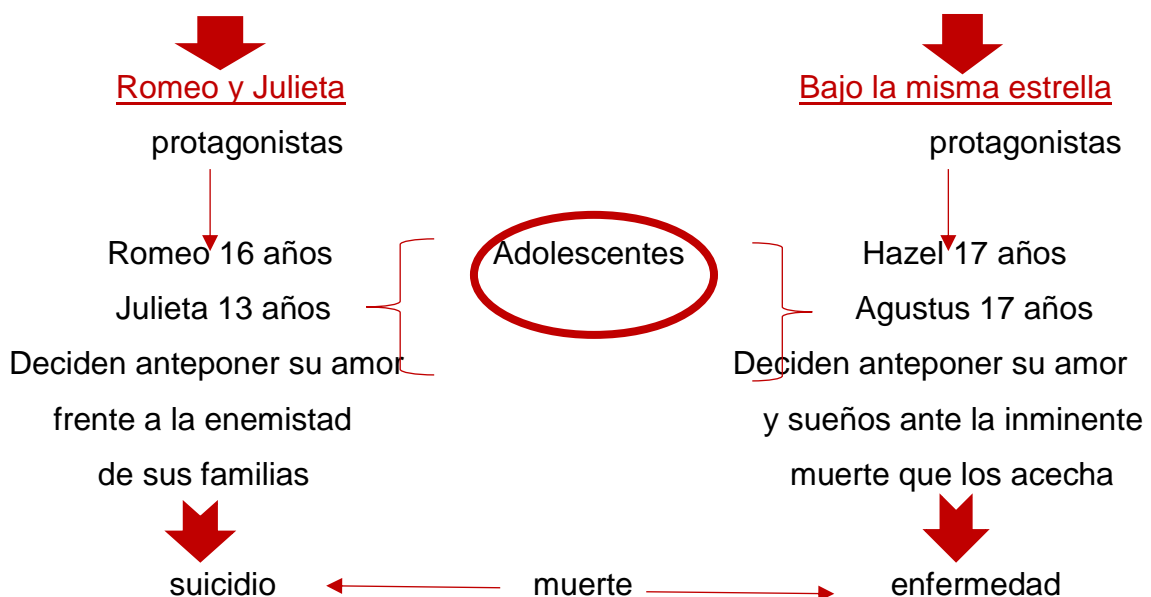 Romeo y Julieta
Bajo la misma estrella
protagonistas
protagonistas
Romeo 16 años
Adolescentes
Hazel 17 años
Julieta 13 años
Agustus 17 años
Deciden anteponer su amor
Deciden anteponer su amor
frente a la enemistad
y sueños ante la inminente
de sus familias
muerte que los acecha
suicidio
muerte
enfermedad